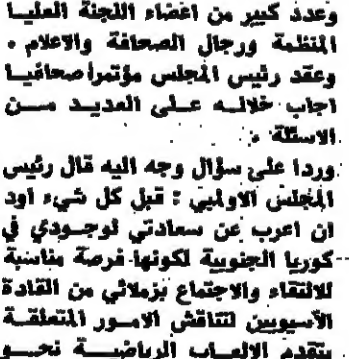 وعدد كبير من اعضاء اللجنة العليا
المنظمة ورجال الصحافة والاعلام .
وعقد رئيس المجلس مؤتمرا صحافيا
اجاب خلاله على العديد من
الاسئلة .
وردا على سؤال وجه اليه قال رئيس
المجلس الاولمبي : قبل كل شيء اود
ان اعرب عن سعادتي لوجودي في
كوريا الجنوبية لكونها فرصة مناسبة
للالتقاء والاجتماع بزملائي من القادة
الآسيويين لنناقش الامور المتعلقة
بتقدم الالعاب الرياضية نحو